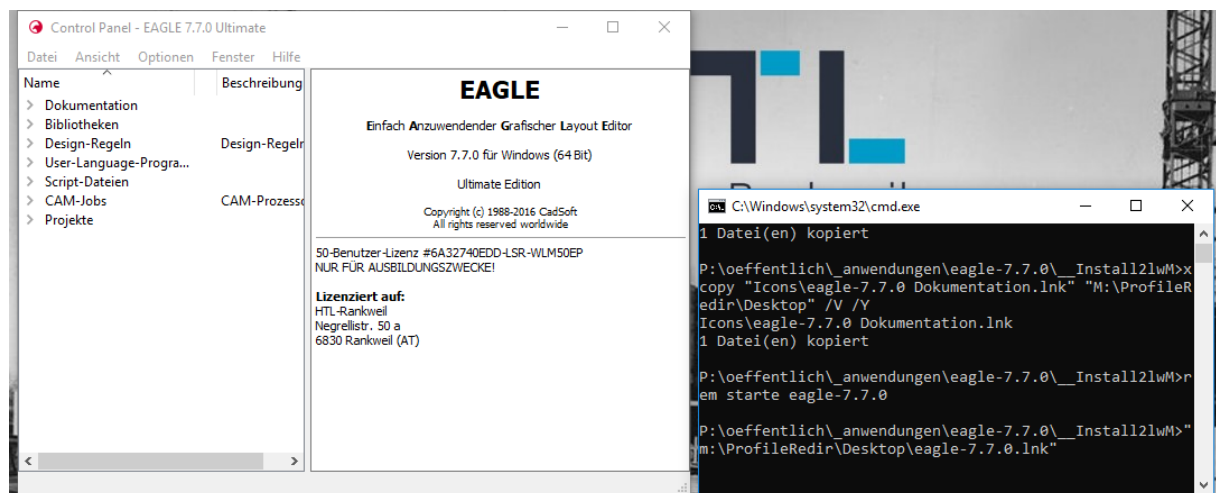 Control Panel - EAGLE 7.7.0 Ultimate
Datei Ansicht Optionen Fenster Hilfe
Name Beschreibung
Dokumentation
Bibliotheken
Design-Regeln Design-Regeln
User-Language-Progra...
Script-Dateien
CAM-Jobs CAM-Prozesso
Projekte
EAGLE
Einfach Anzuwendender Grafischer Layout Editor
Version 7.7.0 für Windows (64 Bit)
Ultimate Edition
Copyright (c) 1988-2016 CadSoft
All rights reserved worldwide
50-Benutzer-Lizenz #6A32740EDD-LSR-WLM50EP
NUR FÜR AUSBILDUNGSZWECKE!
Lizenziert auf:
HTL-Rankweil
Negrellistr. 50 a
6830 Rankweil (AT)
TL
C:\Windows\system32\cmd.exe
1 Datei(en) kopiert
P:\oeffentlich\_anwendungen\eagle-7.7.0\__Install2lwM>x
copy "Icons\eagle-7.7.0 Dokumentation.lnk" "M:\ProfileR
edir\Desktop" /V /Y
Icons\eagle-7.7.0 Dokumentation.lnk
1 Datei(en) kopiert
P:\oeffentlich\_anwendungen\eagle-7.7.0\__Install2lwM>r
em starte eagle-7.7.0
P:\oeffentlich\_anwendungen\eagle-7.7.0\__Install2lwM>"
m:\ProfileRedir\Desktop\eagle-7.7.0.lnk"